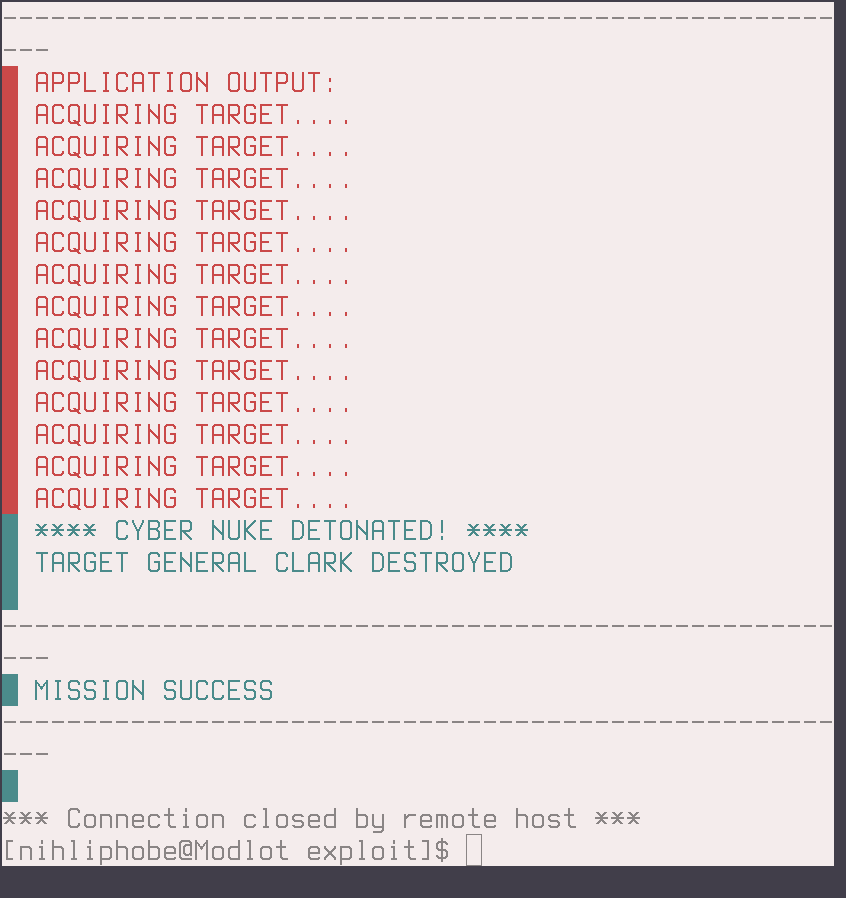 -----------------------------------------------------
---
APPLICATION OUTPUT:
ACQUIRING TARGET....
ACQUIRING TARGET....
ACQUIRING TARGET....
ACQUIRING TARGET....
ACQUIRING TARGET....
ACQUIRING TARGET....
ACQUIRING TARGET....
ACQUIRING TARGET....
ACQUIRING TARGET....
ACQUIRING TARGET....
ACQUIRING TARGET....
ACQUIRING TARGET....
ACQUIRING TARGET....
**** CYBER NUKE DETONATED! ****
TARGET GENERAL CLARK DESTROYED
-----------------------------------------------------
---
MISSION SUCCESS
-----------------------------------------------------
---
*** Connection closed by remote host ***
[nihliphobe@Modlot exploit]$